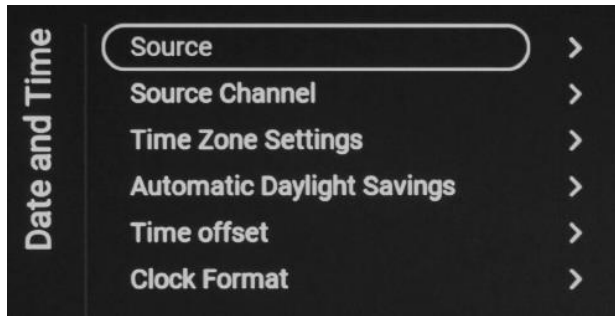 Date and Time
Source
Source Channel
Time Zone Settings
Automatic Daylight Savings
Time offset
Clock Format